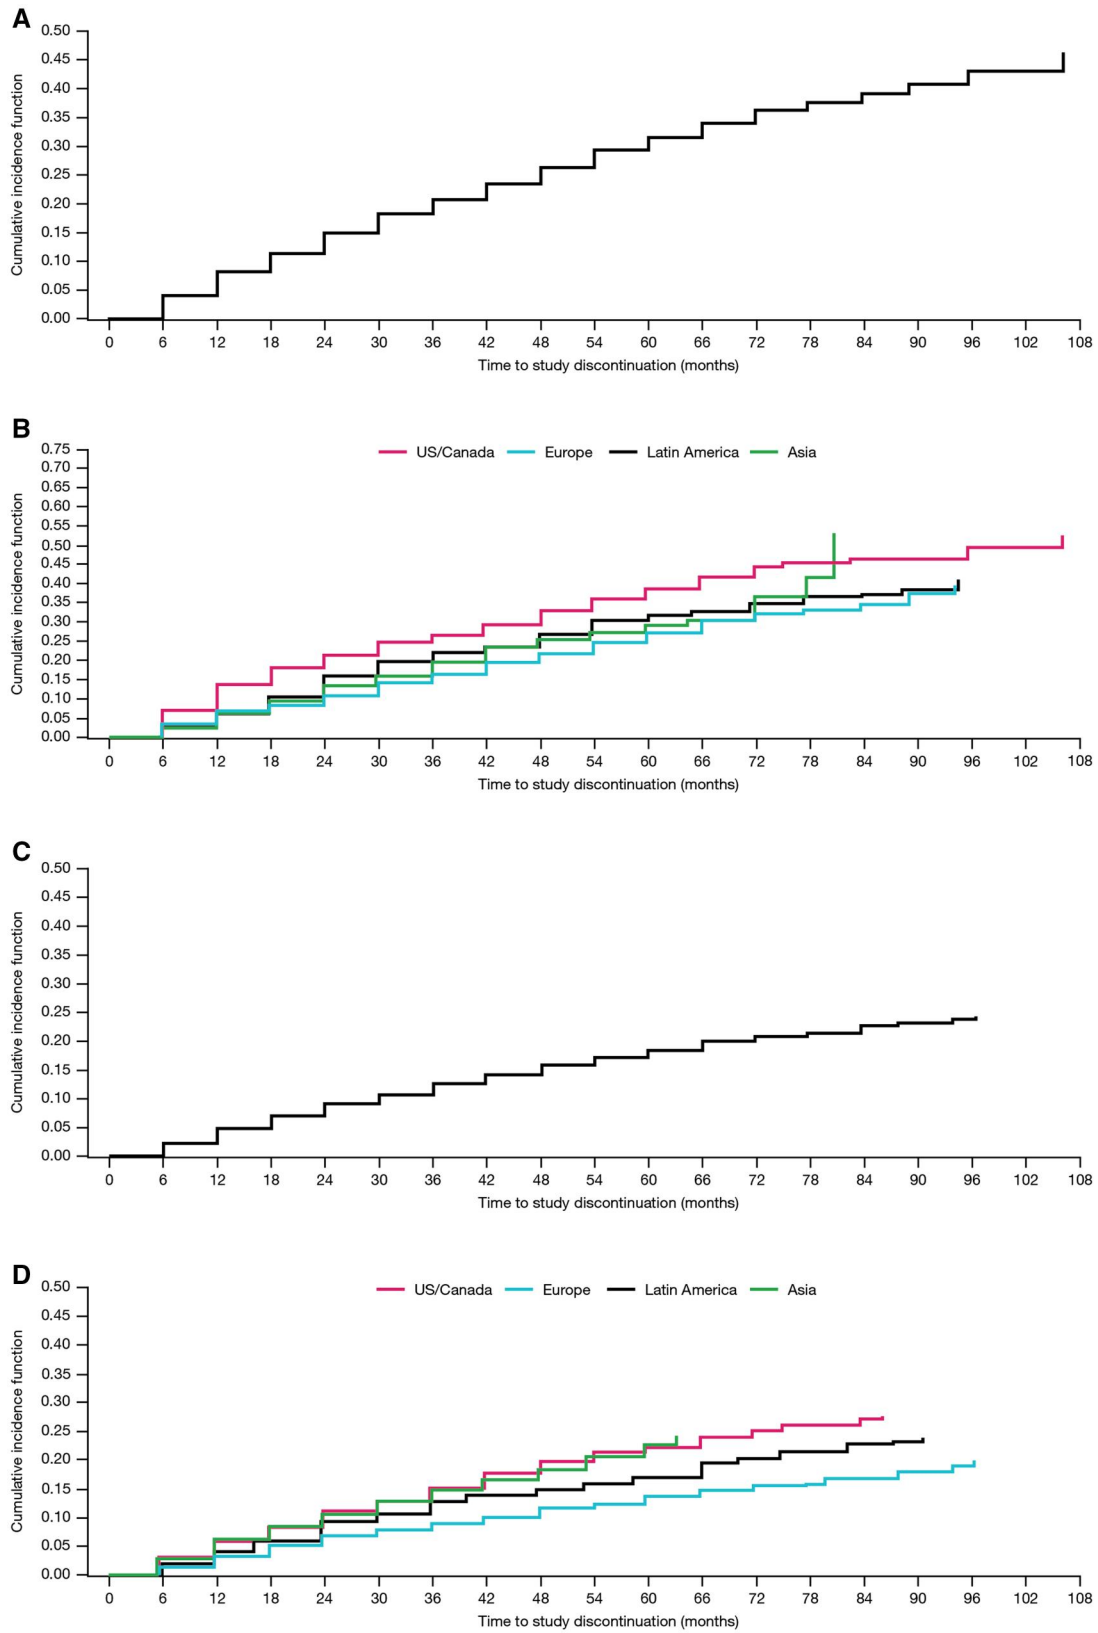 A
0.50
0.45
0.40
0.35
0.30
0.25
0.20
0.15
0.10
0.05
0.00
Cumulative incidence function
0 6 12 18 24 30 36 42 48 54 60 66 72 78 84 90 96 102 108
Time to study discontinuation (months)
B
US/Canada Europe Latin America Asia
0.75
0.70
0.65
0.60
0.55
0.50
0.45
0.40
0.35
0.30
0.25
0.20
0.15
0.10
0.05
0.00
Cumulative incidence function
0 6 12 18 24 30 36 42 48 54 60 66 72 78 84 90 96 102 108
Time to study discontinuation (months)
C
0.50
0.45
0.40
0.35
0.30
0.25
0.20
0.15
0.10
0.05
0.00
Cumulative incidence function
0 6 12 18 24 30 36 42 48 54 60 66 72 78 84 90 96 102 108
Time to study discontinuation (months)
D
US/Canada Europe Latin America Asia
0.50
0.45
0.40
0.35
0.30
0.25
0.20
0.15
0.10
0.05
0.00
Cumulative incidence function
0 6 12 18 24 30 36 42 48 54 60 66 72 78 84 90 96 102 108
Time to study discontinuation (months)